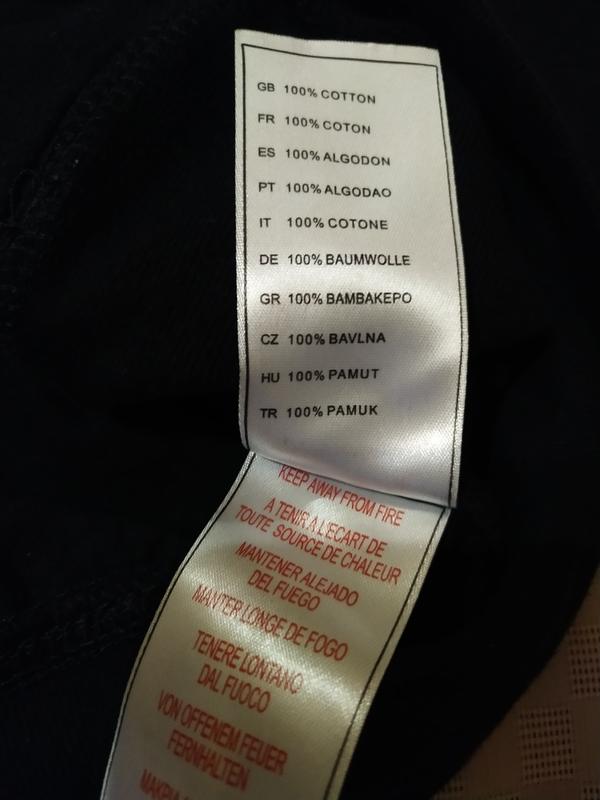 GB 100% COTTON
FR 100% COTON
ES 100% ALGODON
PT 100% ALGODAO
IT 100% COTONE
DE 100% BAUMWOLLE
GR 100% BAMBAKEPO
CZ 100% BAVLNA
HU 100% PAMUT
TR 100% PAMUK
KEEP AWAY FROM FIRE
A TENIR A L'ECART DE
TOUTE SOURCE DE CHALEUR
MANTENER ALEJADO
DEL FUEGO
MANTER LONGE DE FOGO
TENERE LONTANO
DAL FUOCO
VON OFFENEM FEUER
FERNHALTEN